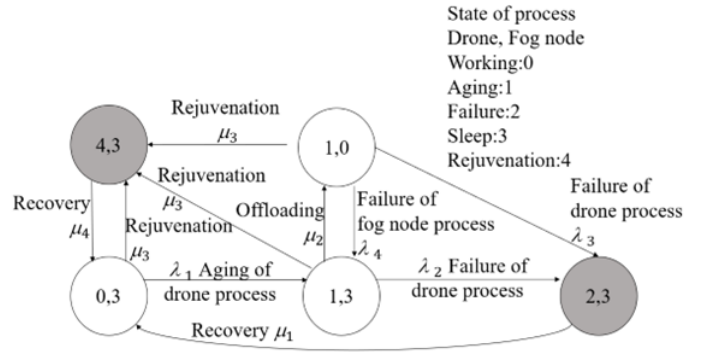 State of process
Drone, Fog node
Working:0
Aging:1
Failure:2
Sleep:3
Rejuvenation:4
Rejuvenation
μ3
4,3
1,0
Rejuvenation
μ3
Failure of
drone process
λ3
Recovery
μ4
Rejuvenation
μ3
Offloading
μ2
Failure of
fog node process
λ4
λ1 Aging of
drone process
λ2 Failure of
drone process
0,3
1,3
2,3
Recovery μ1